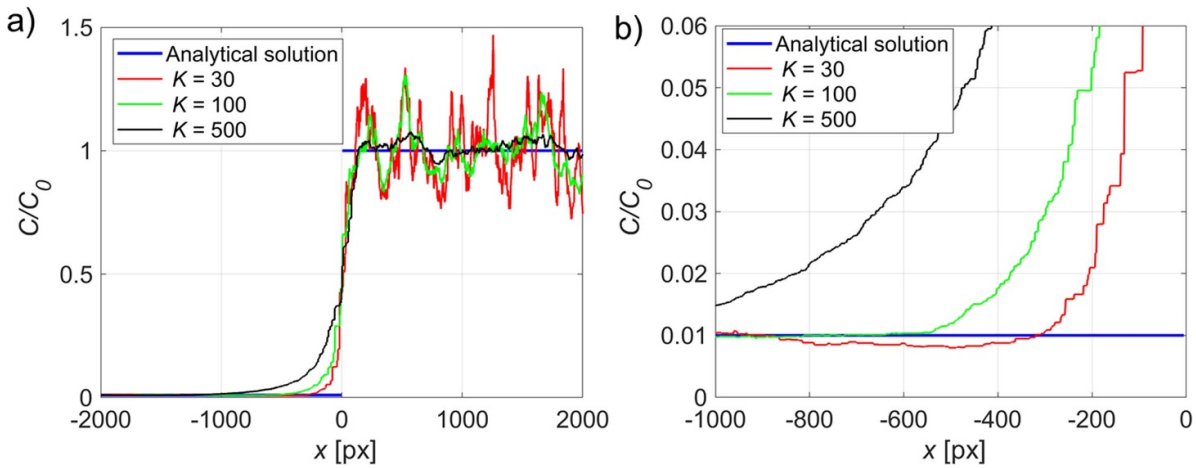 a)
1.5
1
0.5
0
C/C0
Analytical solution
K = 30
K = 100
K = 500
-2000 -1000 0 1000 2000
x [px]
b)
0.06
0.05
0.04
0.03
0.02
0.01
0
C/C0
Analytical solution
K = 30
K = 100
K = 500
-1000 -800 -600 -400 -200 0
x [px]